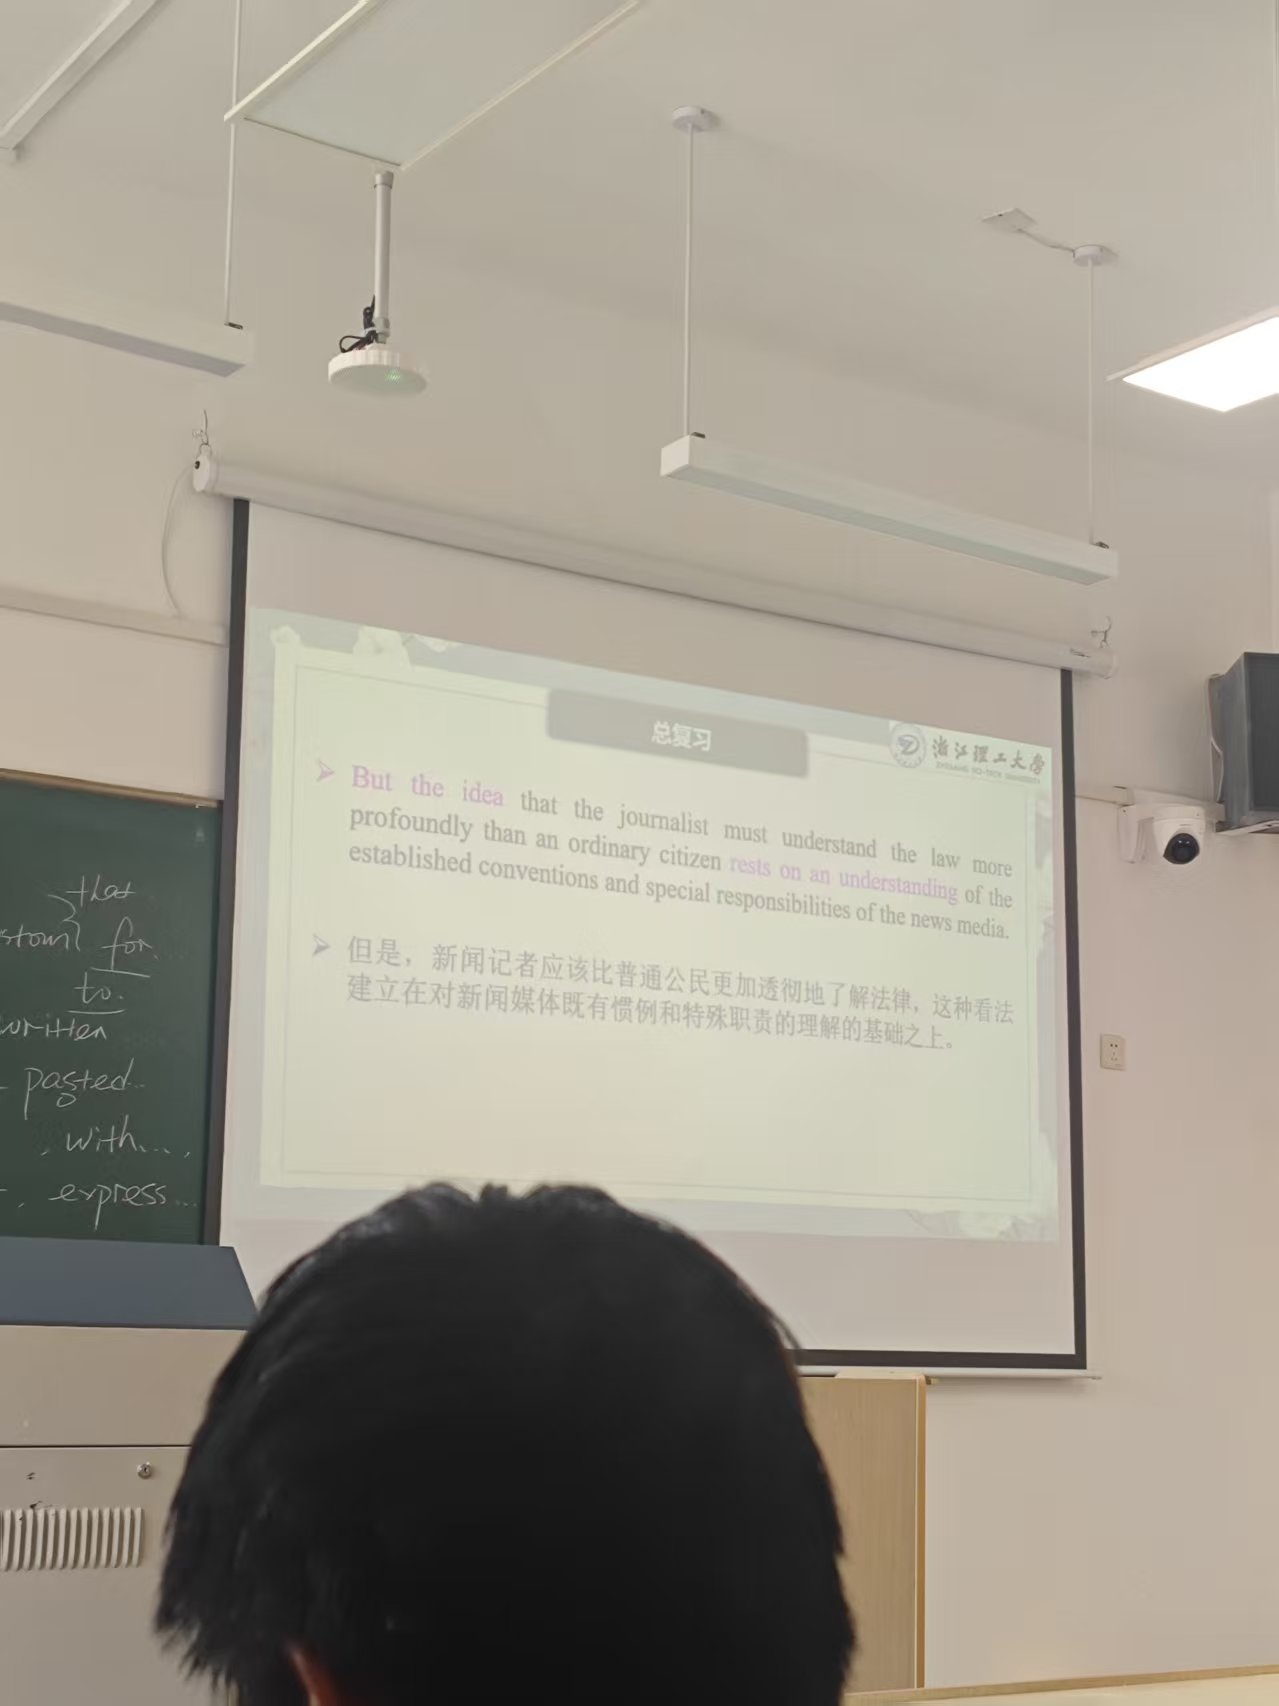 总复习
浙江理工大学
ZHEJIANG SCI-TECH UNIVERSITY
But the idea that the journalist must understand the law more
profoundly than an ordinary citizen rests on an understanding of the
established conventions and special responsibilities of the news media.
但是，新闻记者应该比普通公民更加透彻地了解法律，这种看法
建立在对新闻媒体既有惯例和特殊职责的理解的基础之上。
that
for
to.
written
pasted...
with...,
express...